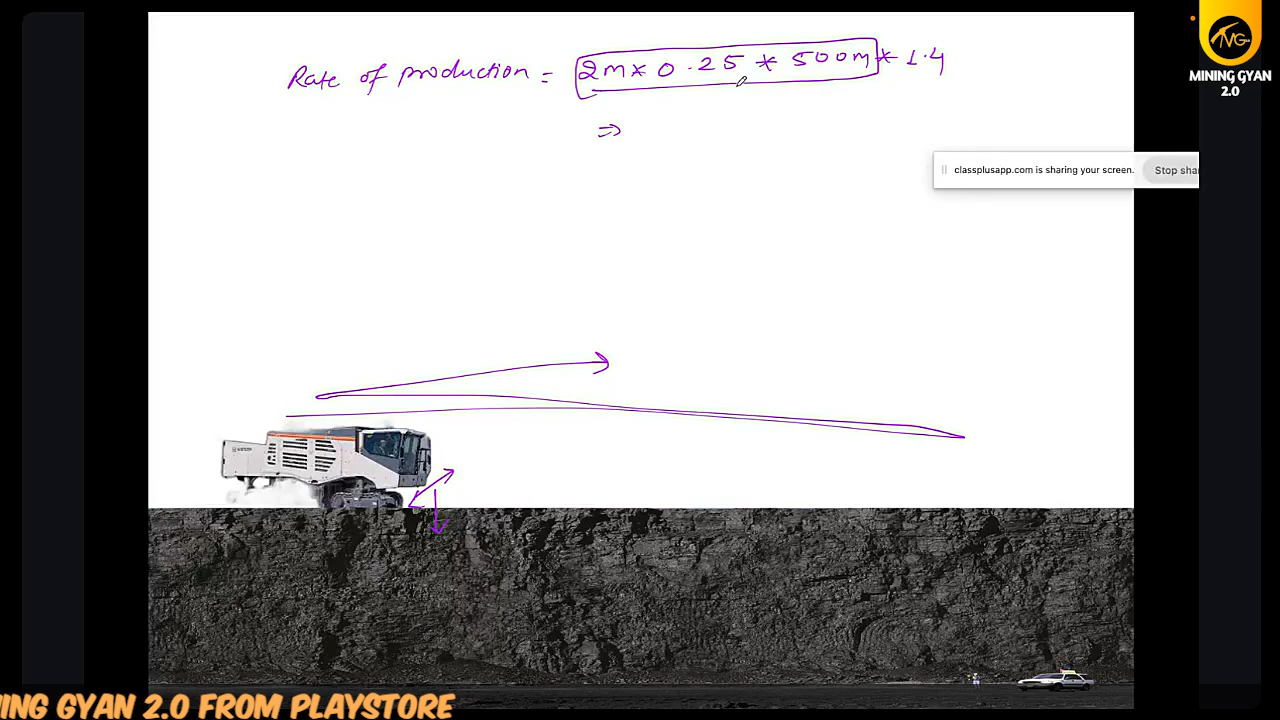 Rate of production = 2m x 0.25 * 500m * 1.4
⇒
MINING GYAN
2.0
classplusapp.com is sharing your screen.
Stop sha
NING GYAN 2.0 FROM PLAYSTORE